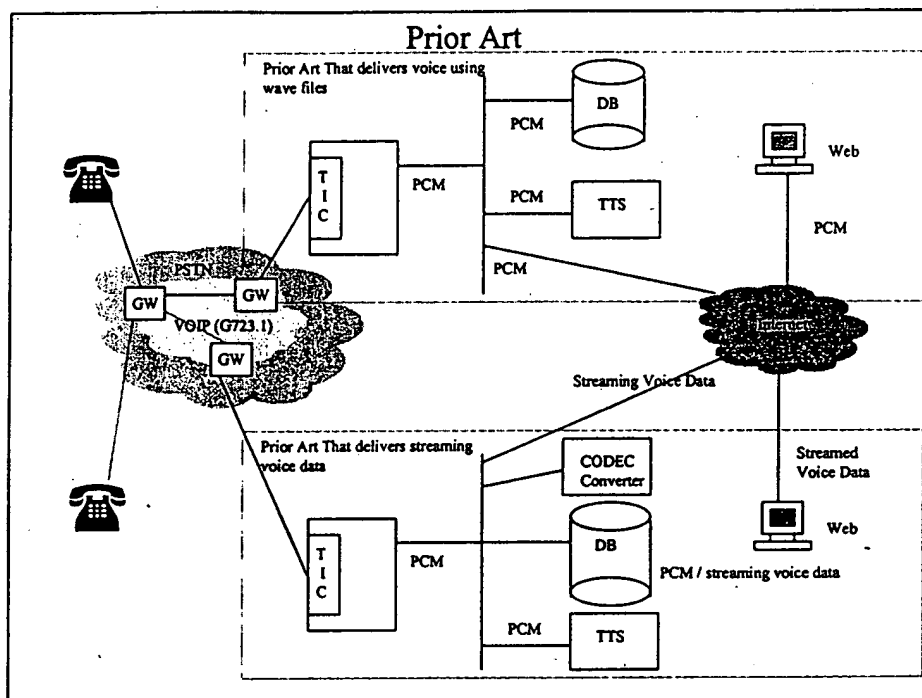 Prior Art
Prior Art That delivers voice using
wave files
DB
PCM
Web
T
I
C
PCM
PCM
TTS
PCM
PCM
PSTN
GW
GW
VOIP (G723.1)
GW
Internet
Streaming Voice Data
Prior Art That delivers streaming
voice data
CODEC
Converter
Streamed
Voice Data
T
I
C
PCM
DB
Web
PCM / streaming voice data
PCM
TTS